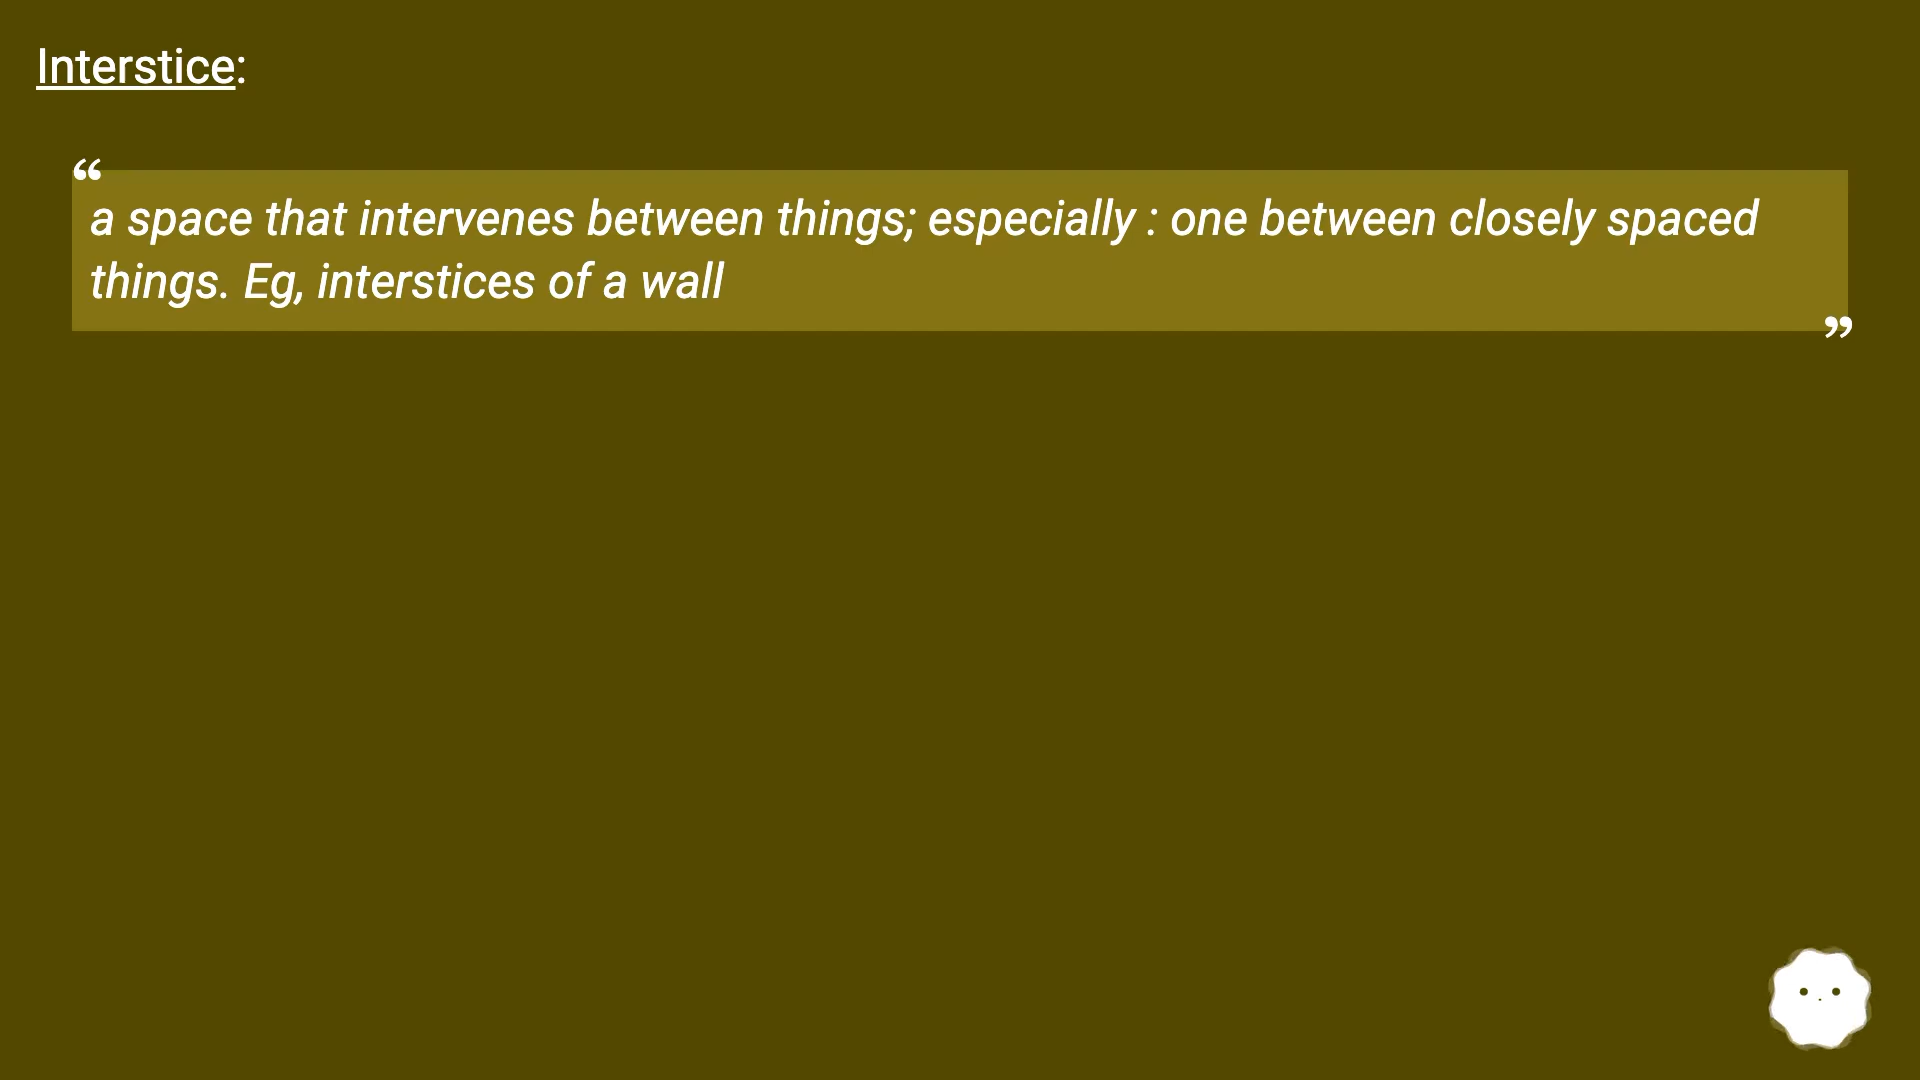 Interstice:
“
a space that intervenes between things; especially : one between closely spaced
things. Eg, interstices of a wall
”